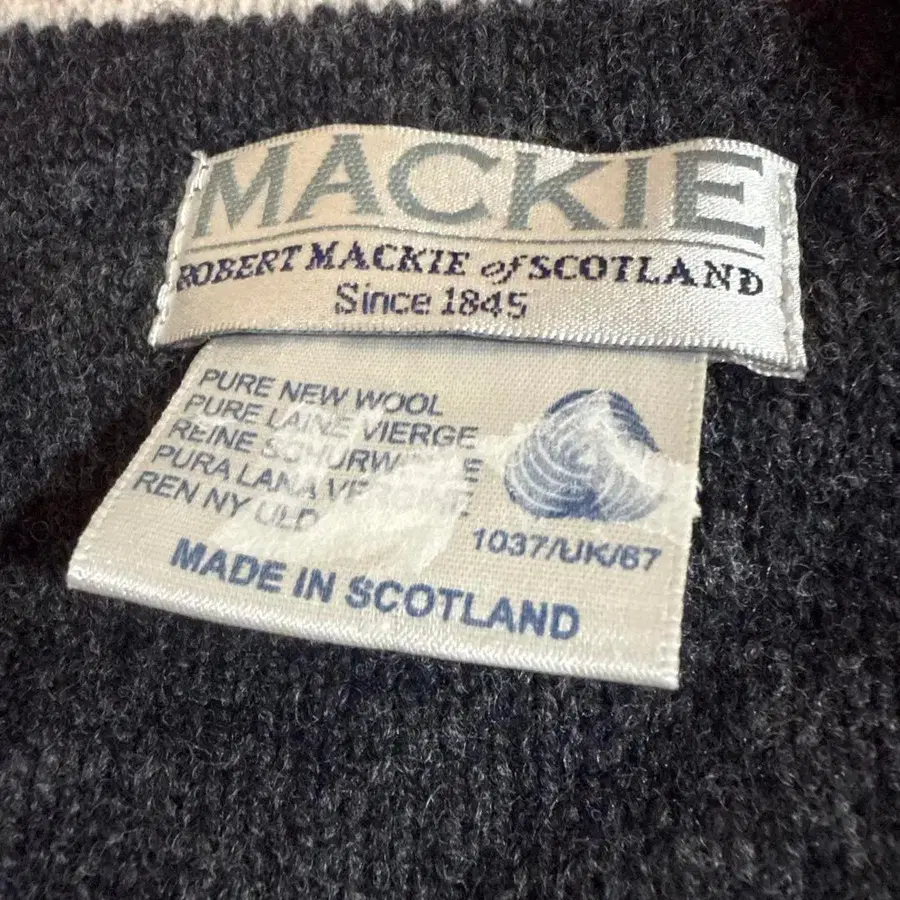 MACKIE
ROBERT MACKIE of SCOTLAND
Since 1845
PURE NEW WOOL
PURE LAINE VIERGE
REINE
PURA LANA
REN NY ULD
1037/UK/67
MADE IN SCOTLAND